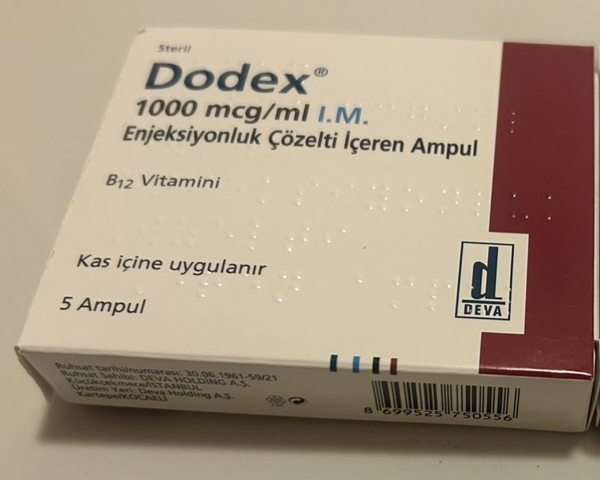 Steril
Dodex®
1000 mcg/ml I.M.
Enjeksiyonluk Çözelti İçeren Ampul
B12 Vitamini
Kas içine uygulanır
5 Ampul
d
DEVA
Ruhsat tarihi/numarası: 30.06.1961-59/21
Ruhsat Sahibi: DEVA HOLDİNG A.Ş.
Küçükçekmece/İSTANBUL
Üretim Yeri: Deva Holding A.Ş.
Kartepe/KOCAELİ
8 699525 750556